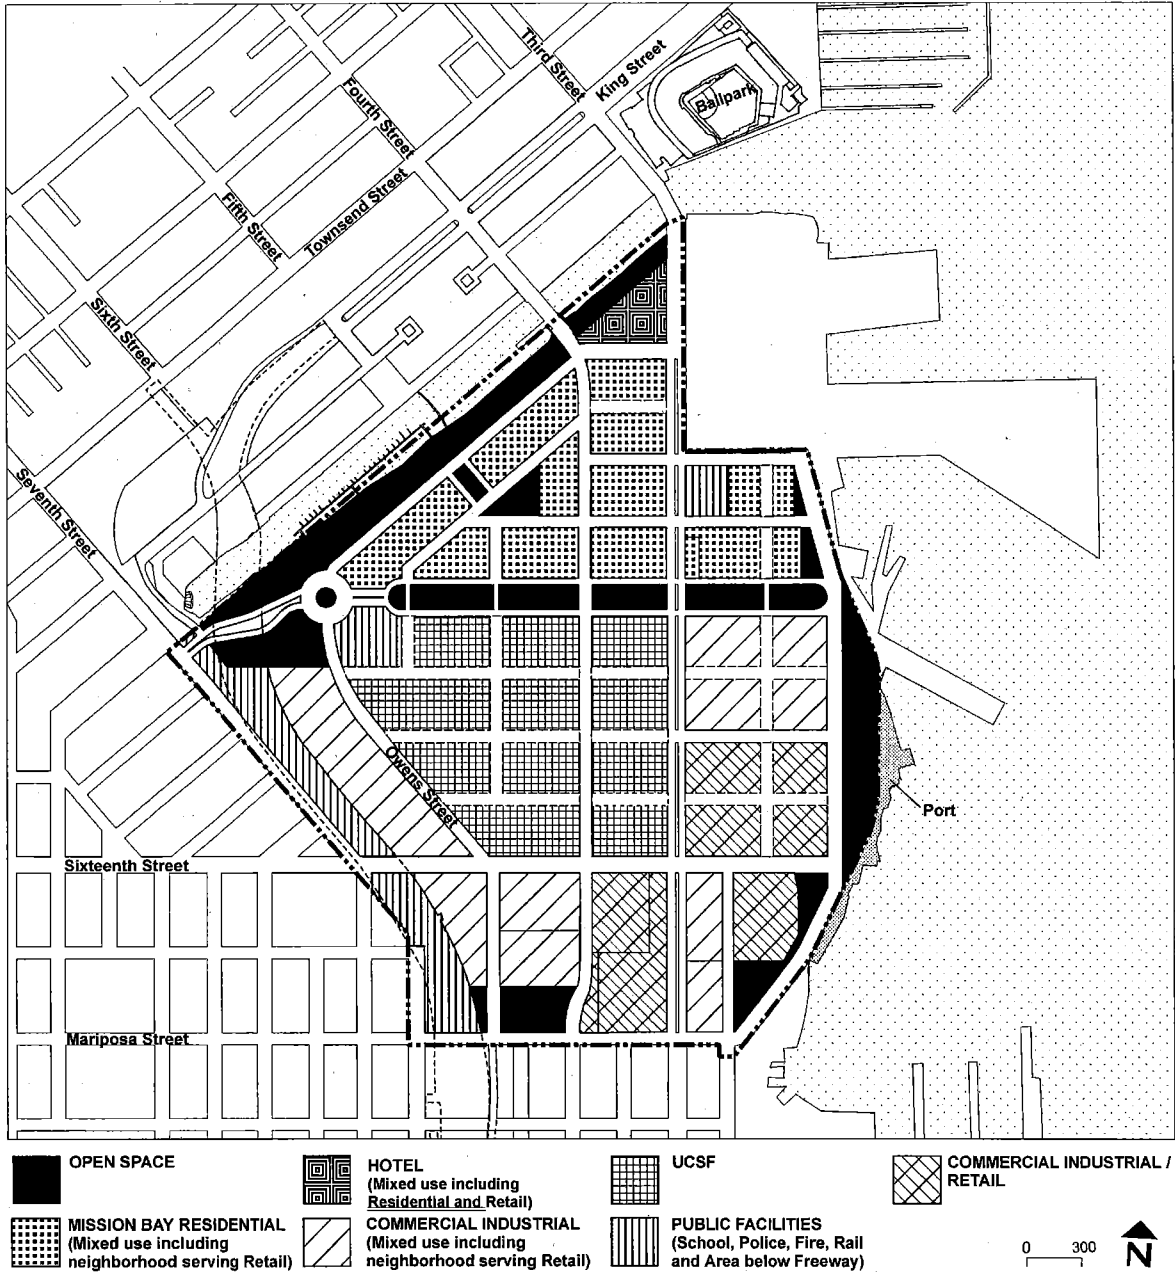 Third Street
King Street
Ballpark
Fourth Street
Fifth Street
Townsend Street
Sixth Street
Seventh Street
Owens Street
Port
Sixteenth Street
Mariposa Street
OPEN SPACE
HOTEL
(Mixed use including
Residential and Retail)
UCSF
COMMERCIAL INDUSTRIAL /
RETAIL
MISSION BAY RESIDENTIAL
(Mixed use including
neighborhood serving Retail)
COMMERCIAL INDUSTRIAL
(Mixed use including
neighborhood serving Retail)
PUBLIC FACILITIES
(School, Police, Fire, Rail
and Area below Freeway)
0 300
N